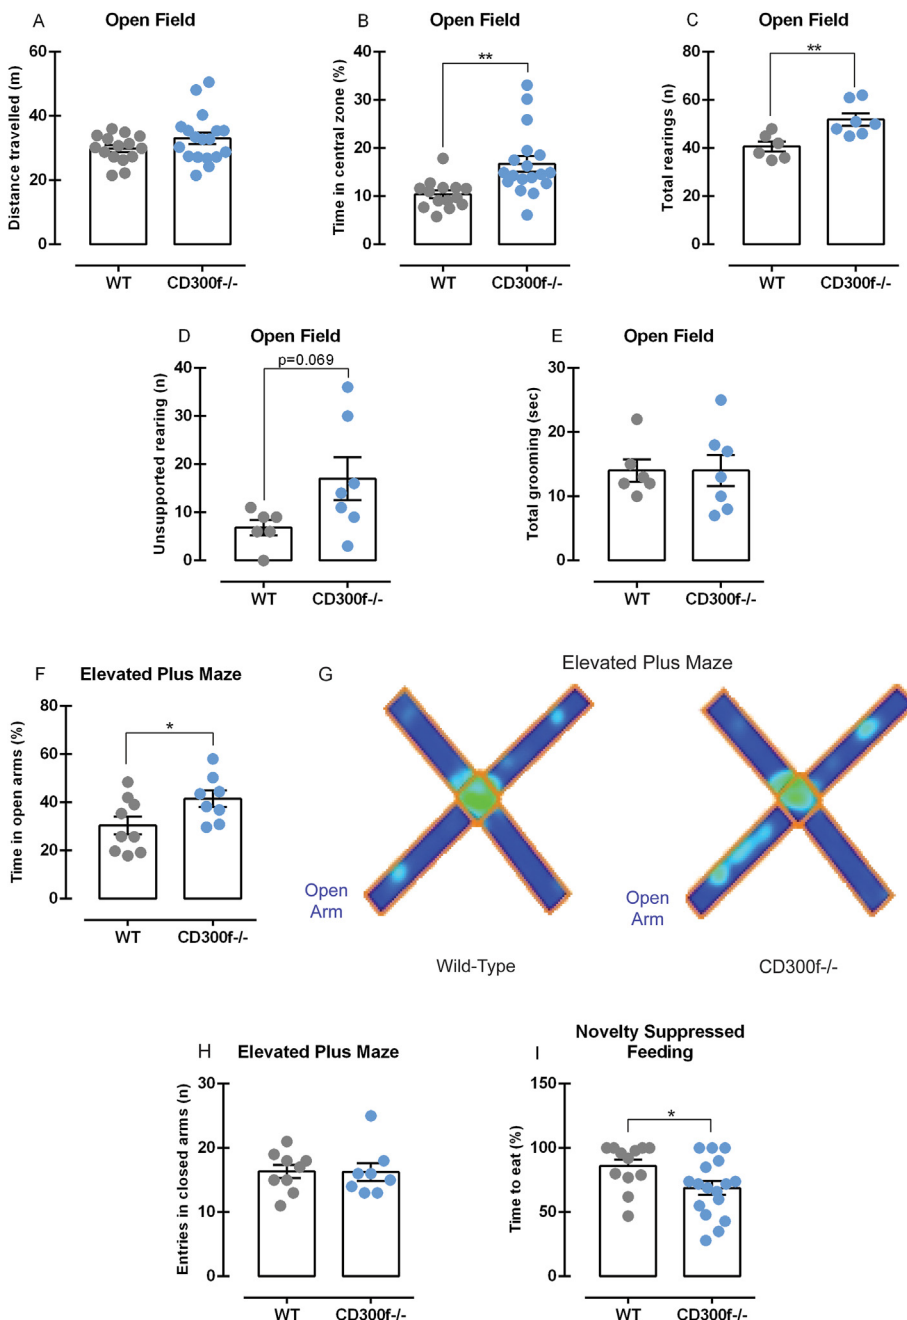 A
Open Field
Distance travelled (m)
60
40
20
0
WT
CD300f-/-
B
Open Field
Time in central zone (%)
40
30
20
10
0
**
WT
CD300f-/-
C
Open Field
Total rearings (n)
80
60
40
20
0
**
WT
CD300f-/-
D
Open Field
Unsupported rearing (n)
40
30
20
10
0
p=0.069
WT
CD300f-/-
E
Open Field
Total grooming (sec)
30
20
10
0
WT
CD300f-/-
F
Elevated Plus Maze
Time in open arms (%)
80
60
40
20
0
*
WT
CD300f-/-
G
Elevated Plus Maze
Open
Arm
Wild-Type
Open
Arm
CD300f-/-
H
Elevated Plus Maze
Entries in closed arms (n)
30
20
10
0
WT
CD300f-/-
I
Novelty Suppressed
Feeding
Time to eat (%)
150
100
50
0
*
WT
CD300f-/-